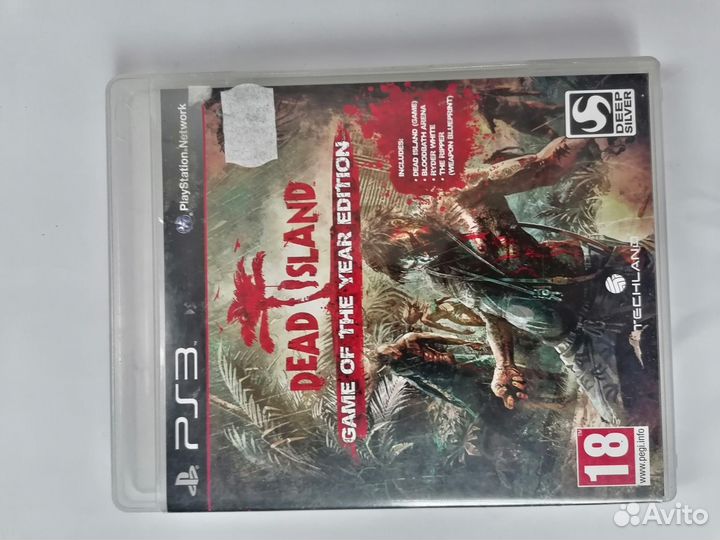 PS3
PlayStation Network
DEAD ISLAND
GAME OF THE YEAR EDITION
INCLUDES:
• DEAD ISLAND (GAME)
• BLOODBATH ARENA
• RYDER WHITE
• THE RIPPER
(WEAPON BLUEPRINT)
18
www.pegi.info
TECHLAND
DEEP
SILVER
Avito